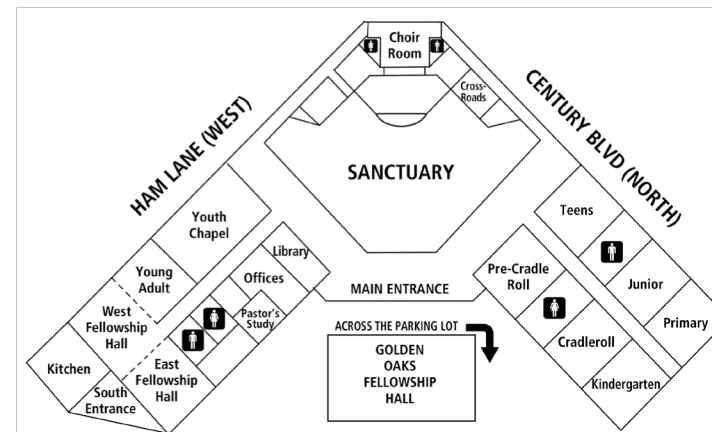 Choir
Room
Cross-
Roads
HAM LANE (WEST)
CENTURY BLVD (NORTH)
SANCTUARY
Youth
Chapel
Teens
Library
Young
Adult
Offices
Pre-Cradle
Roll
Junior
MAIN ENTRANCE
West
Fellowship
Hall
Pastor's
Study
Primary
ACROSS THE PARKING LOT
Cradleroll
GOLDEN
OAKS
FELLOWSHIP
HALL
Kitchen
East
Fellowship
Hall
South
Entrance
Kindergarten